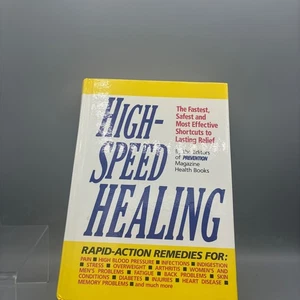 HIGH-
SPEED
HEALING
The Fastest,
Safest and
Most Effective
Shortcuts to
Lasting Relief
of PREVENTION
Magazine
Health Books
RAPID-ACTION REMEDIES FOR:
PAIN ■ HIGH BLOOD PRESSURE ■ INFECTIONS ■ INDIGESTION
■ STRESS ■ OVERWEIGHT ■ ARTHRITIS ■ WOMEN'S AND
MEN'S PROBLEMS ■ FATIGUE ■ BACK PROBLEMS ■ SKIN
CONDITIONS ■ DIABETES ■ INJURIES ■ HEART DISEASE ■
MEMORY PROBLEMS ■ and much more